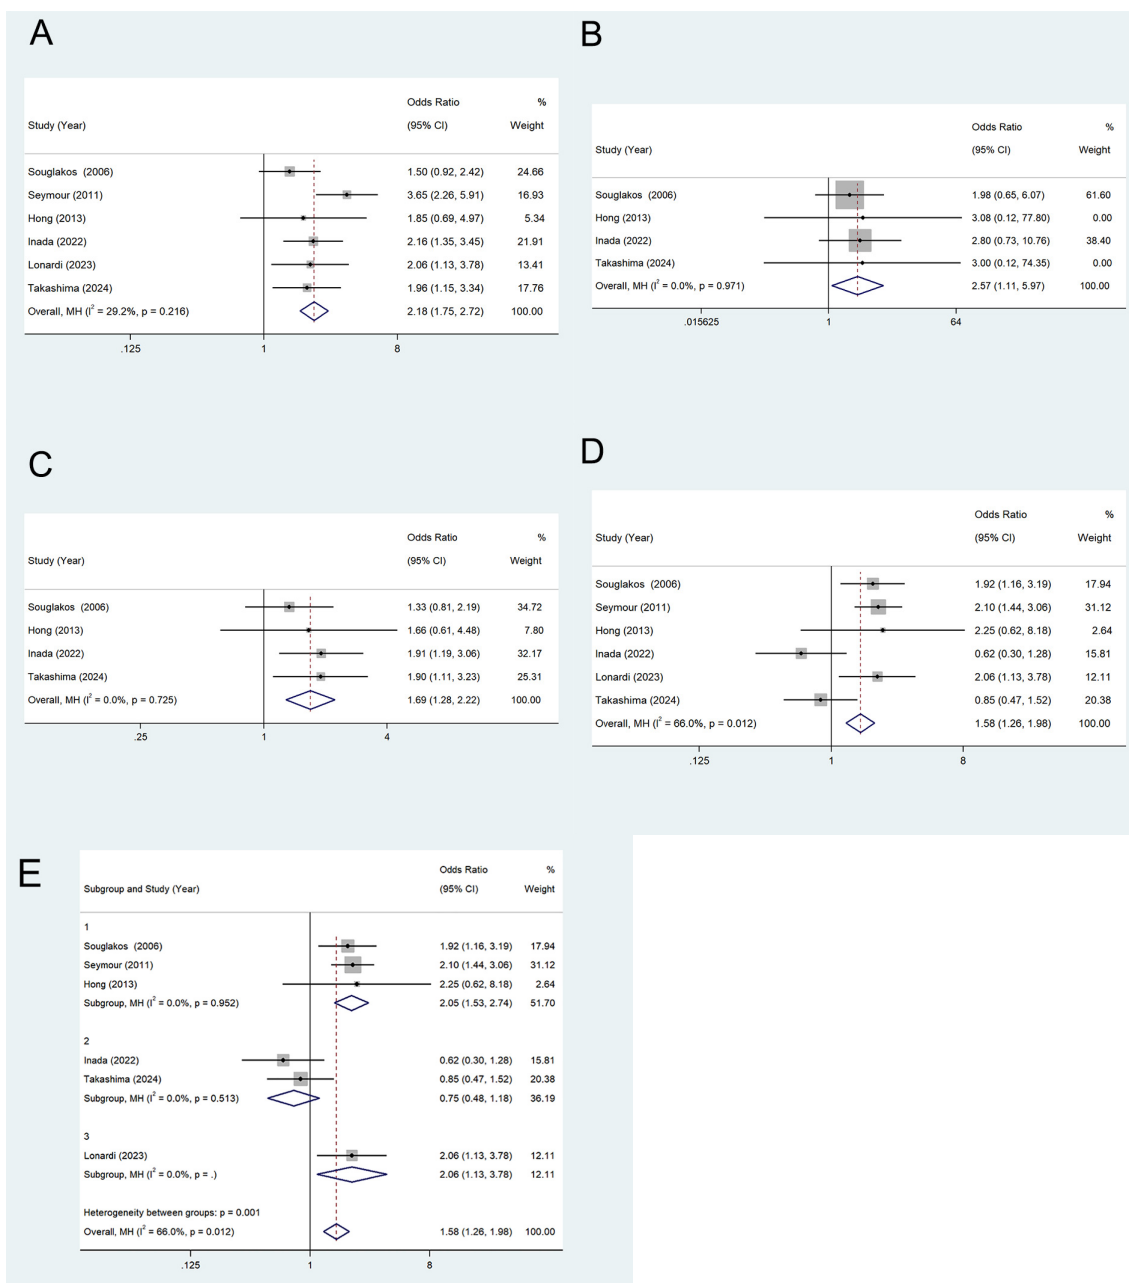 A
Odds Ratio %
Study (Year) (95% CI) Weight
Souglakos (2006) 1.50 (0.92, 2.42) 24.66
Seymour (2011) 3.65 (2.26, 5.91) 16.93
Hong (2013) 1.85 (0.69, 4.97) 5.34
Inada (2022) 2.16 (1.35, 3.45) 21.91
Lonardi (2023) 2.06 (1.13, 3.78) 13.41
Takashima (2024) 1.96 (1.15, 3.34) 17.76
Overall, MH (I² = 29.2%, p = 0.216) 2.18 (1.75, 2.72) 100.00
.125 1 8
B
Odds Ratio %
Study (Year) (95% CI) Weight
Souglakos (2006) 1.98 (0.65, 6.07) 61.60
Hong (2013) 3.08 (0.12, 77.80) 0.00
Inada (2022) 2.80 (0.73, 10.76) 38.40
Takashima (2024) 3.00 (0.12, 74.35) 0.00
Overall, MH (I² = 0.0%, p = 0.971) 2.57 (1.11, 5.97) 100.00
.015625 1 64
C
Odds Ratio %
Study (Year) (95% CI) Weight
Souglakos (2006) 1.33 (0.81, 2.19) 34.72
Hong (2013) 1.66 (0.61, 4.48) 7.80
Inada (2022) 1.91 (1.19, 3.06) 32.17
Takashima (2024) 1.90 (1.11, 3.23) 25.31
Overall, MH (I² = 0.0%, p = 0.725) 1.69 (1.28, 2.22) 100.00
.25 1 4
D
Odds Ratio %
Study (Year) (95% CI) Weight
Souglakos (2006) 1.92 (1.16, 3.19) 17.94
Seymour (2011) 2.10 (1.44, 3.06) 31.12
Hong (2013) 2.25 (0.62, 8.18) 2.64
Inada (2022) 0.62 (0.30, 1.28) 15.81
Lonardi (2023) 2.06 (1.13, 3.78) 12.11
Takashima (2024) 0.85 (0.47, 1.52) 20.38
Overall, MH (I² = 66.0%, p = 0.012) 1.58 (1.26, 1.98) 100.00
.125 1 8
E
Odds Ratio %
Subgroup and Study (Year) (95% CI) Weight
1
Souglakos (2006) 1.92 (1.16, 3.19) 17.94
Seymour (2011) 2.10 (1.44, 3.06) 31.12
Hong (2013) 2.25 (0.62, 8.18) 2.64
Subgroup, MH (I² = 0.0%, p = 0.952) 2.05 (1.53, 2.74) 51.70
2
Inada (2022) 0.62 (0.30, 1.28) 15.81
Takashima (2024) 0.85 (0.47, 1.52) 20.38
Subgroup, MH (I² = 0.0%, p = 0.513) 0.75 (0.48, 1.18) 36.19
3
Lonardi (2023) 2.06 (1.13, 3.78) 12.11
Subgroup, MH (I² = 0.0%, p = .) 2.06 (1.13, 3.78) 12.11
Heterogeneity between groups: p = 0.001
Overall, MH (I² = 66.0%, p = 0.012) 1.58 (1.26, 1.98) 100.00
.125 1 8